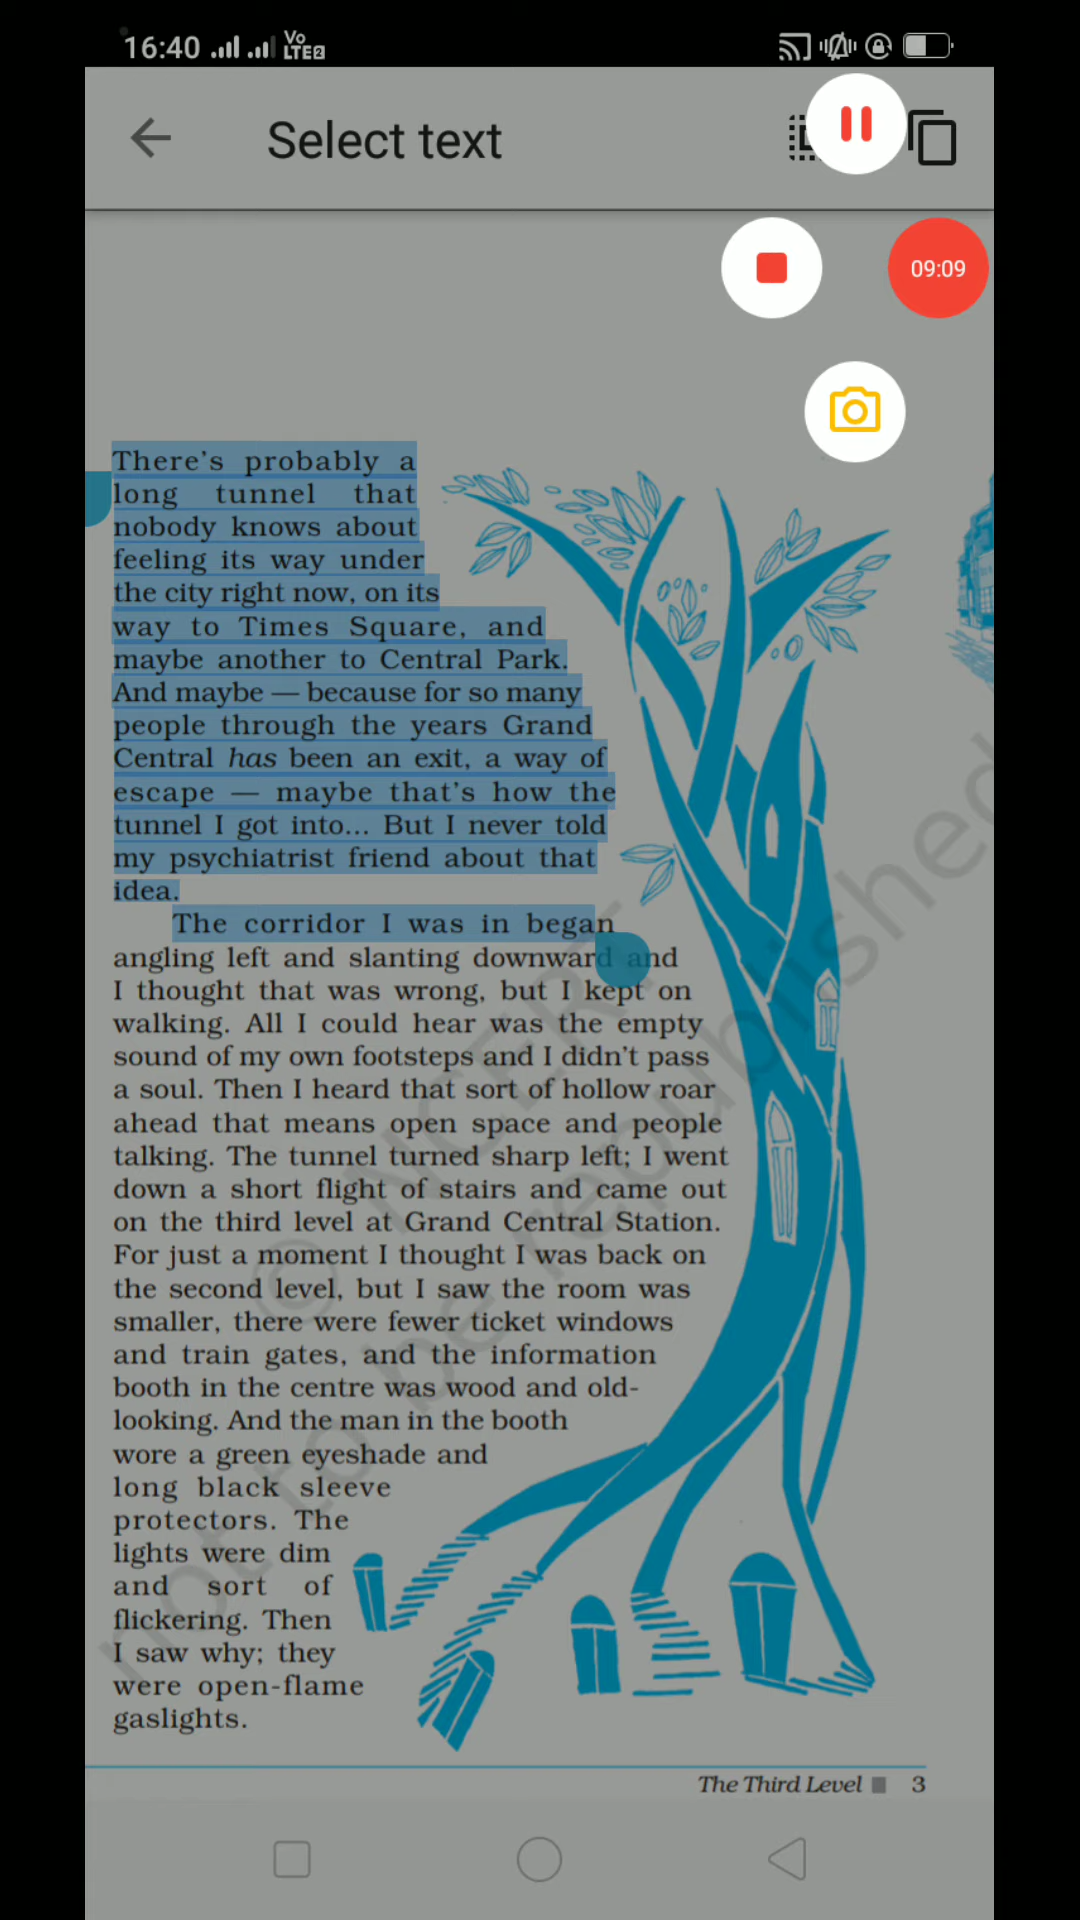 16:40
Vo
LTE2
Select text
09:09
There's probably a
long tunnel that
nobody knows about
feeling its way under
the city right now, on its
way to Times Square, and
maybe another to Central Park.
And maybe — because for so many
people through the years Grand
Central has been an exit, a way of
escape — maybe that's how the
tunnel I got into... But I never told
my psychiatrist friend about that
idea.
The corridor I was in began
angling left and slanting downward and
I thought that was wrong, but I kept on
walking. All I could hear was the empty
sound of my own footsteps and I didn't pass
a soul. Then I heard that sort of hollow roar
ahead that means open space and people
talking. The tunnel turned sharp left; I went
down a short flight of stairs and came out
on the third level at Grand Central Station.
For just a moment I thought I was back on
the second level, but I saw the room was
smaller, there were fewer ticket windows
and train gates, and the information
booth in the centre was wood and old-
looking. And the man in the booth
wore a green eyeshade and
long black sleeve
protectors. The
lights were dim
and sort of
flickering. Then
I saw why; they
were open-flame
gaslights.
© NCERT
not to be republished
The Third Level 3